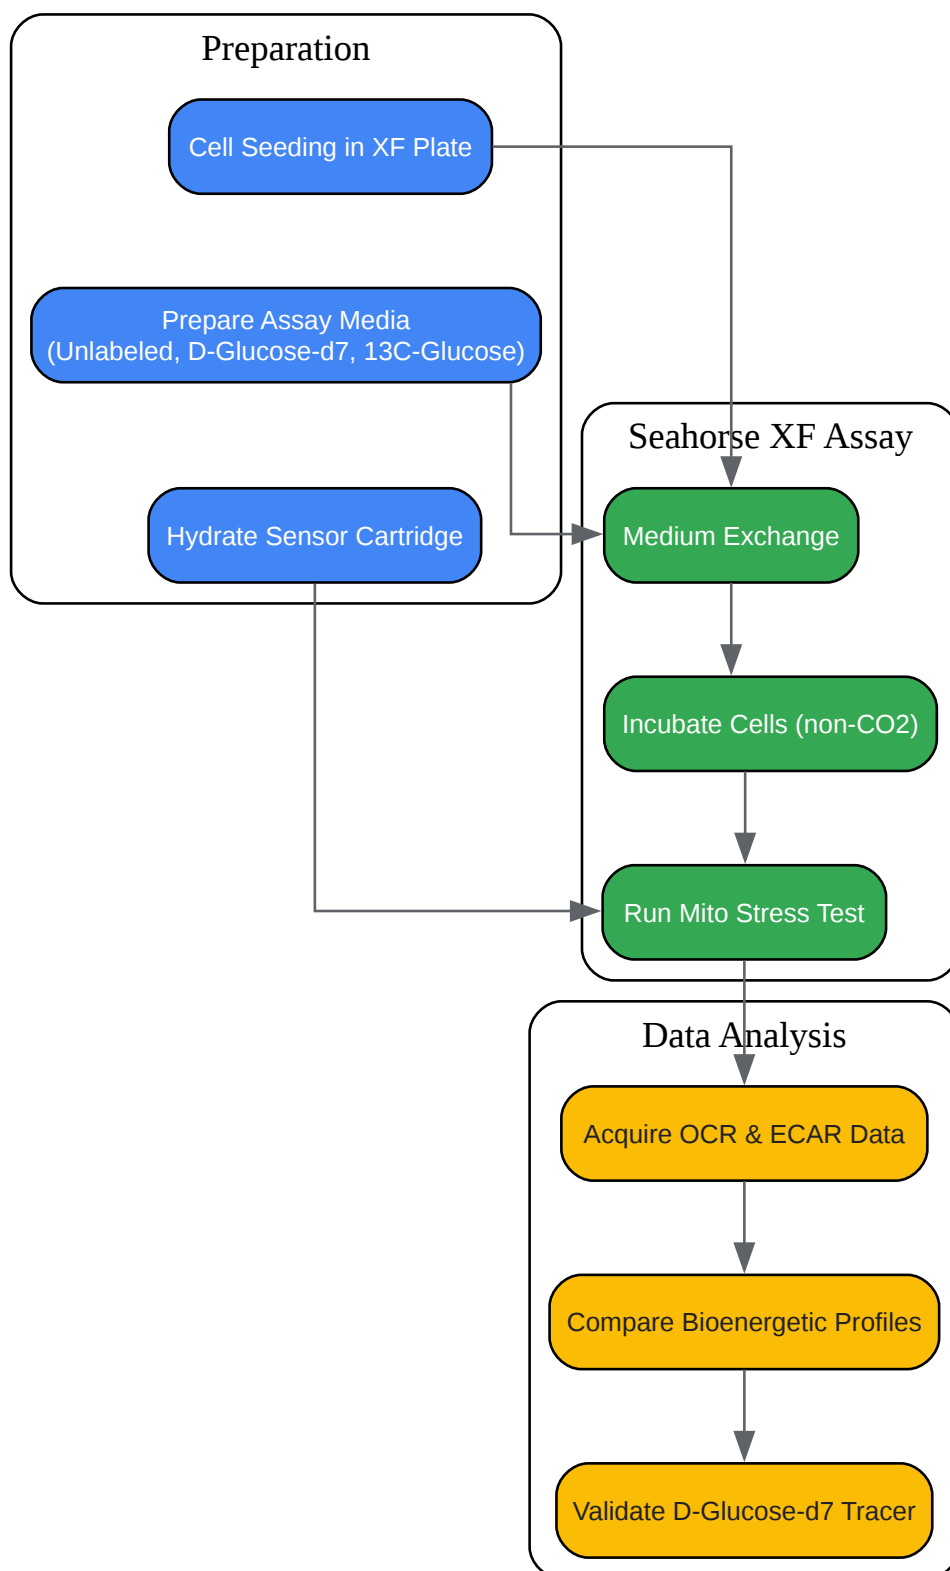 Preparation
Cell Seeding in XF Plate
Prepare Assay Media
(Unlabeled, D-Glucose-d7, 13C-Glucose)
Hydrate Sensor Cartridge
Seahorse XF Assay
Medium Exchange
Incubate Cells (non-CO2)
Run Mito Stress Test
Data Analysis
Acquire OCR & ECAR Data
Compare Bioenergetic Profiles
Validate D-Glucose-d7 Tracer